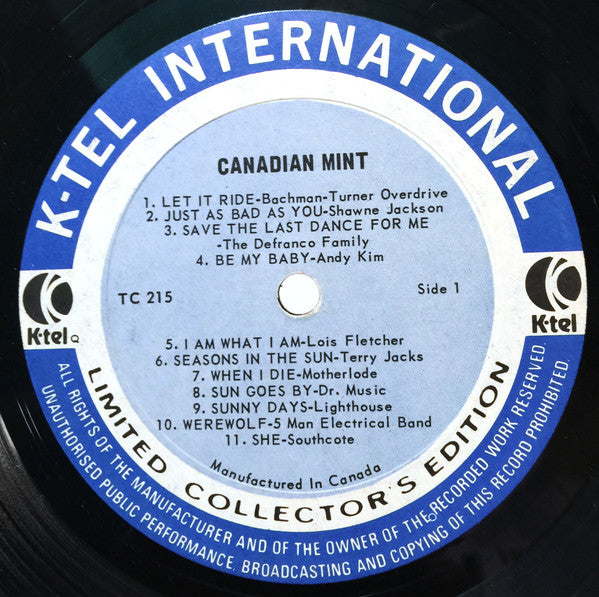 K-TEL INTERNATIONAL
CANADIAN MINT
1. LET IT RIDE-Bachman-Turner Overdrive
2. JUST AS BAD AS YOU-Shawne Jackson
3. SAVE THE LAST DANCE FOR ME
-The Defranco Family
4. BE MY BABY-Andy Kim
TC 215
Side 1
K-tel
K-tel
5. I AM WHAT I AM-Lois Fletcher
6. SEASONS IN THE SUN-Terry Jacks
7. WHEN I DIE-Motherlode
8. SUN GOES BY-Dr. Music
9. SUNNY DAYS-Lighthouse
10. WEREWOLF-5 Man Electrical Band
11. SHE-Southcote
Manufactured In Canada
LIMITED COLLECTOR'S EDITION
ALL RIGHTS OF THE MANUFACTURER AND OF THE OWNER OF THE RECORDED WORK RESERVED.
UNAUTHORISED PUBLIC PERFORMANCE, BROADCASTING AND COPYING OF THIS RECORD PROHIBITED.